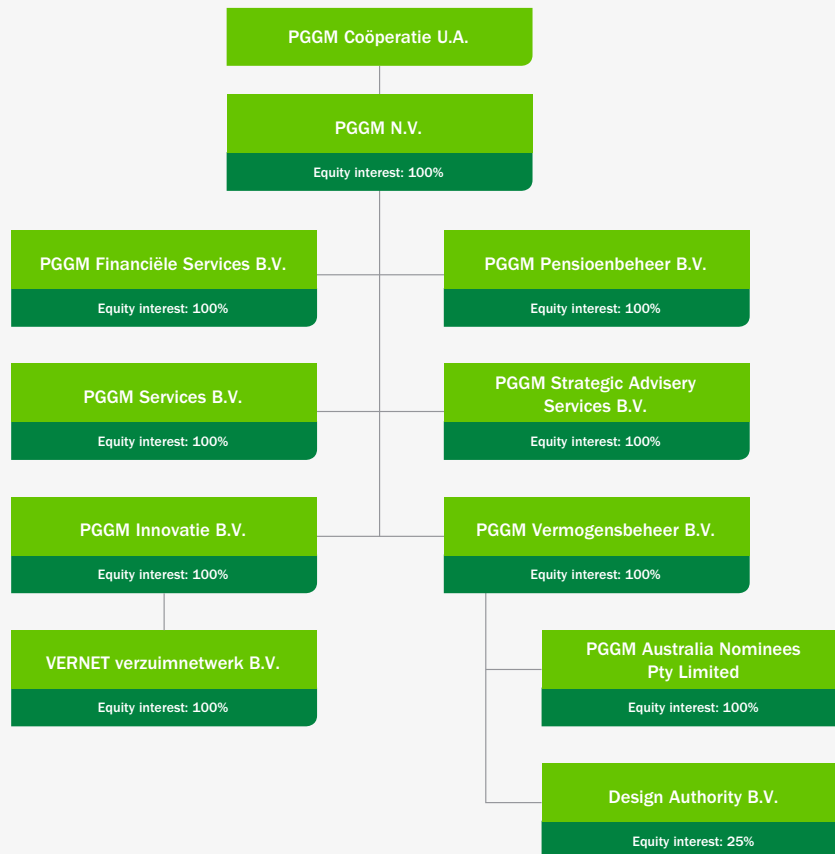 PGGM Coöperatie U.A.
PGGM N.V.
Equity interest: 100%
PGGM Financiële Services B.V.
Equity interest: 100%
PGGM Pensioenbeheer B.V.
Equity interest: 100%
PGGM Services B.V.
Equity interest: 100%
PGGM Strategic Advisery
Services B.V.
Equity interest: 100%
PGGM Innovatie B.V.
Equity interest: 100%
PGGM Vermogensbeheer B.V.
Equity interest: 100%
VERNET verzuimnetwerk B.V.
Equity interest: 100%
PGGM Australia Nominees
Pty Limited
Equity interest: 100%
Design Authority B.V.
Equity interest: 25%